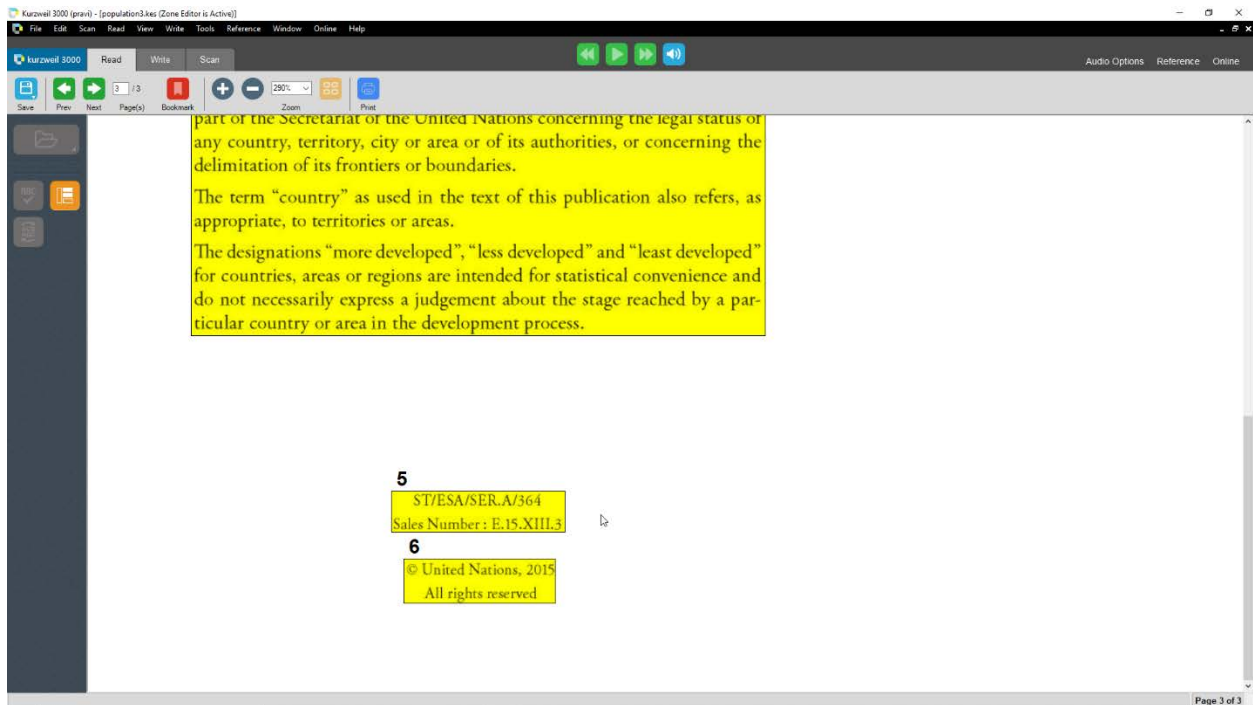 Kurzweil 3000 (pravi) - [population3.kes (Zone Editor is Active)]
File Edit Scan Read View Write Tools Reference Window Online Help
kurzweil 3000 Read Write Scan Audio Options Reference Online
3 /3 290%
Save Prev Next Page(s) Bookmark Zoom Print
part of the Secretariat of the United Nations concerning the legal status of
any country, territory, city or area or of its authorities, or concerning the
delimitation of its frontiers or boundaries.
The term “country” as used in the text of this publication also refers, as
appropriate, to territories or areas.
The designations “more developed”, “less developed” and “least developed”
for countries, areas or regions are intended for statistical convenience and
do not necessarily express a judgement about the stage reached by a par-
ticular country or area in the development process.
5
ST/ESA/SER.A/364
Sales Number : E.15.XIII.3
6
© United Nations, 2015
All rights reserved
Page 3 of 3